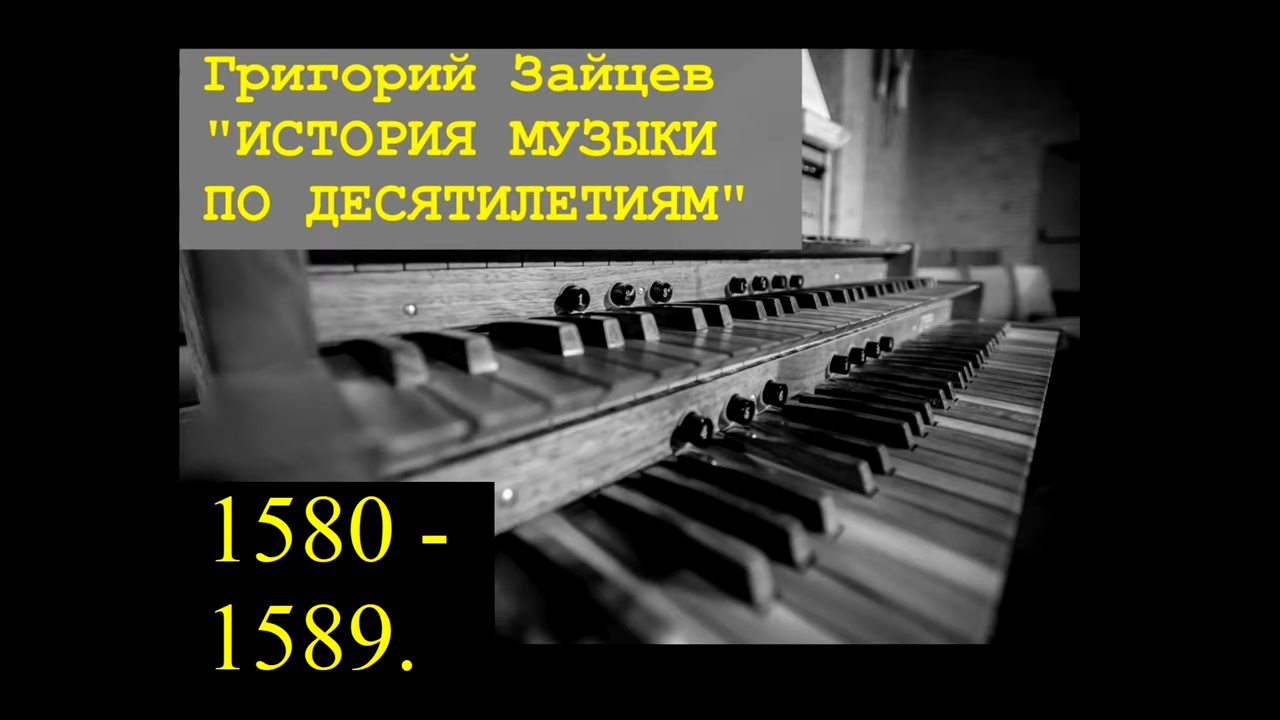 Григорий Зайцев
"ИСТОРИЯ МУЗЫКИ
ПО ДЕСЯТИЛЕТИЯМ"
1580 -
1589.